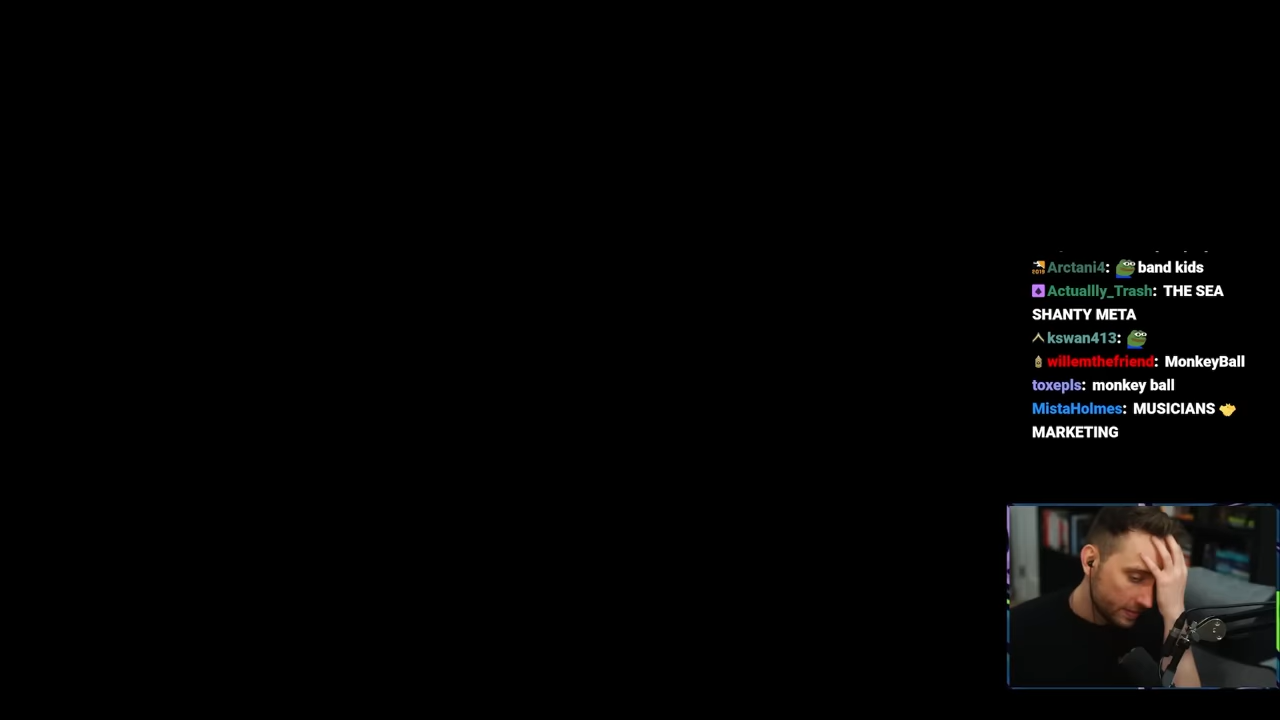 Arctani4: band kids
Actuallly_Trash: THE SEA
SHANTY META
kswan413:
willemthefriend: MonkeyBall
toxepls: monkey ball
MistaHolmes: MUSICIANS
MARKETING